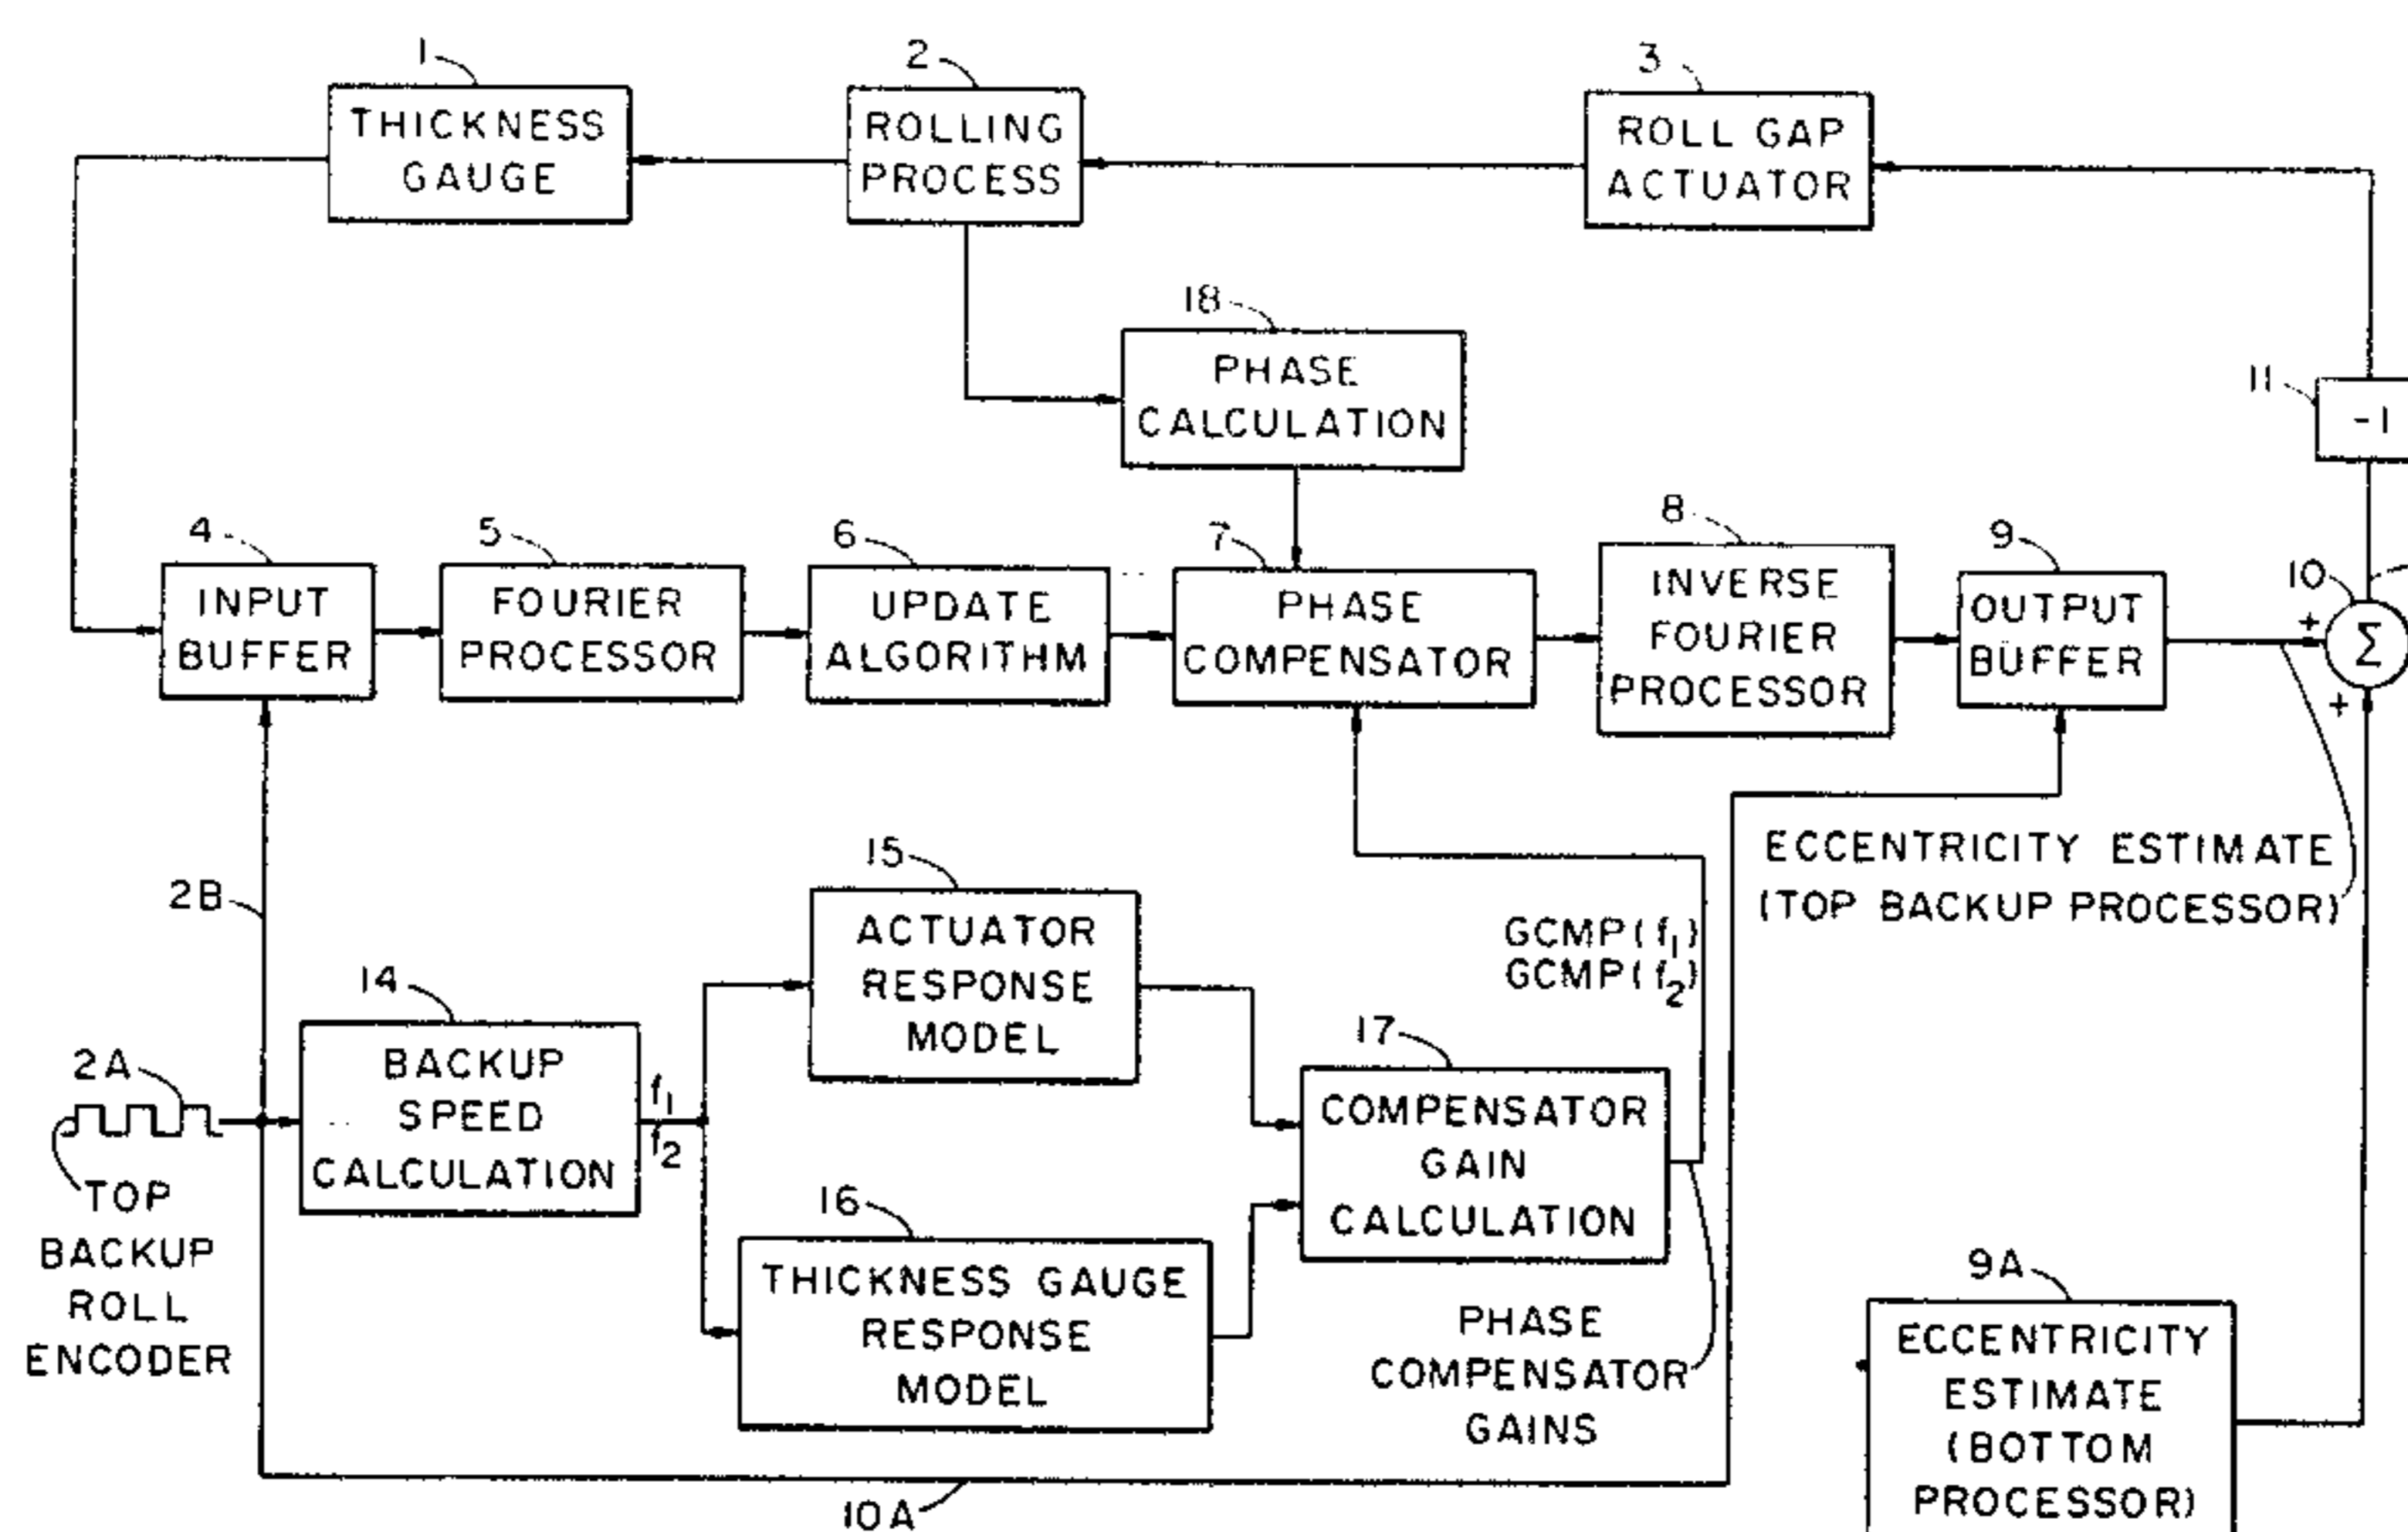 1
2
3
THICKNESS
GAUGE
ROLLING
PROCESS
ROLL GAP
ACTUATOR
18
PHASE
CALCULATION
11
-1
4
5
6
7
8
9
10
INPUT
BUFFER
FOURIER
PROCESSOR
UPDATE
ALGORITHM
PHASE
COMPENSATOR
INVERSE
FOURIER
PROCESSOR
OUTPUT
BUFFER
+
Σ
+
ECCENTRICITY ESTIMATE
(TOP BACKUP PROCESSOR)
2B
15
ACTUATOR
RESPONSE
MODEL
GCMP(f1)
GCMP(f2)
14
BACKUP
SPEED
CALCULATION
f1
f2
2A
TOP
BACKUP
ROLL
ENCODER
17
COMPENSATOR
GAIN
CALCULATION
16
THICKNESS GAUGE
RESPONSE
MODEL
PHASE
COMPENSATOR
GAINS
9A
ECCENTRICITY
ESTIMATE
(BOTTOM
PROCESSOR)
10A